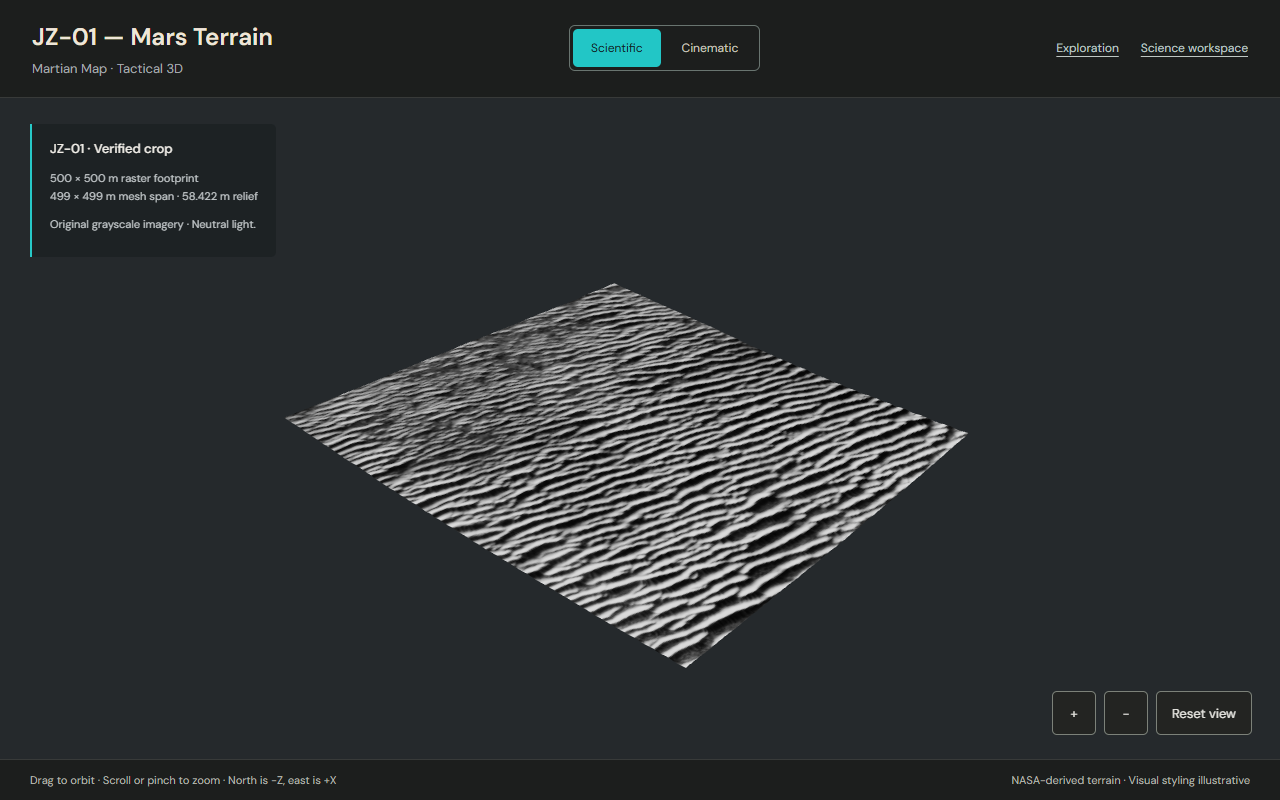 JZ-01 — Mars Terrain
Martian Map · Tactical 3D
Scientific
Cinematic
Exploration
Science workspace
JZ-01 · Verified crop
500 × 500 m raster footprint
499 × 499 m mesh span · 58.422 m relief
Original grayscale imagery · Neutral light.
+
−
Reset view
Drag to orbit · Scroll or pinch to zoom · North is −Z, east is +X
NASA-derived terrain · Visual styling illustrative